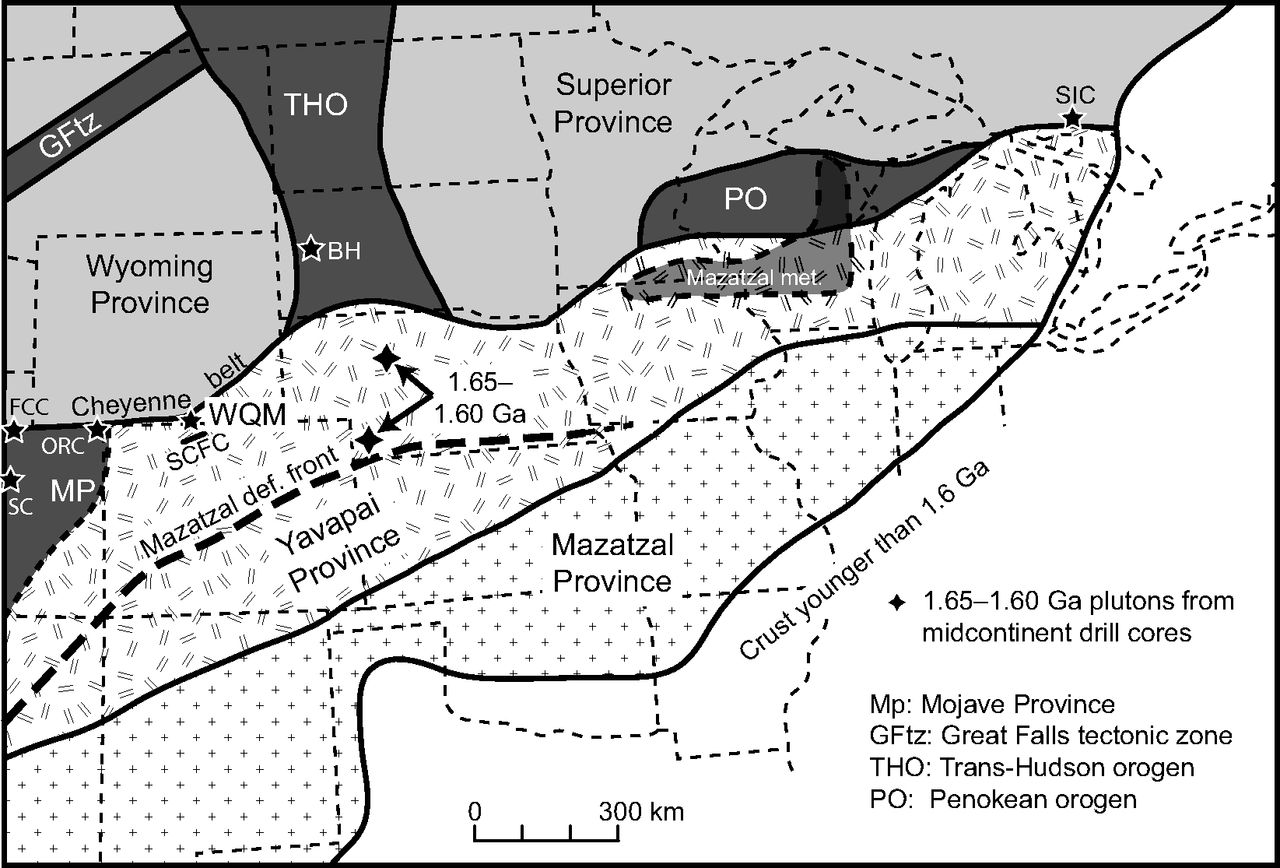 THO
Superior
Province
SIC
GFtz
PO
BH
Wyoming
Province
Mazatzal met.
belt
1.65–
1.60 Ga
FCC
Cheyenne
WQM
ORC
SCFC
SC
MP
Mazatzal def. front
Yavapai
Province
Mazatzal
Province
Crust younger than 1.6 Ga
1.65–1.60 Ga plutons from
midcontinent drill cores
Mp: Mojave Province
GFtz: Great Falls tectonic zone
THO: Trans-Hudson orogen
PO: Penokean orogen
0 300 km